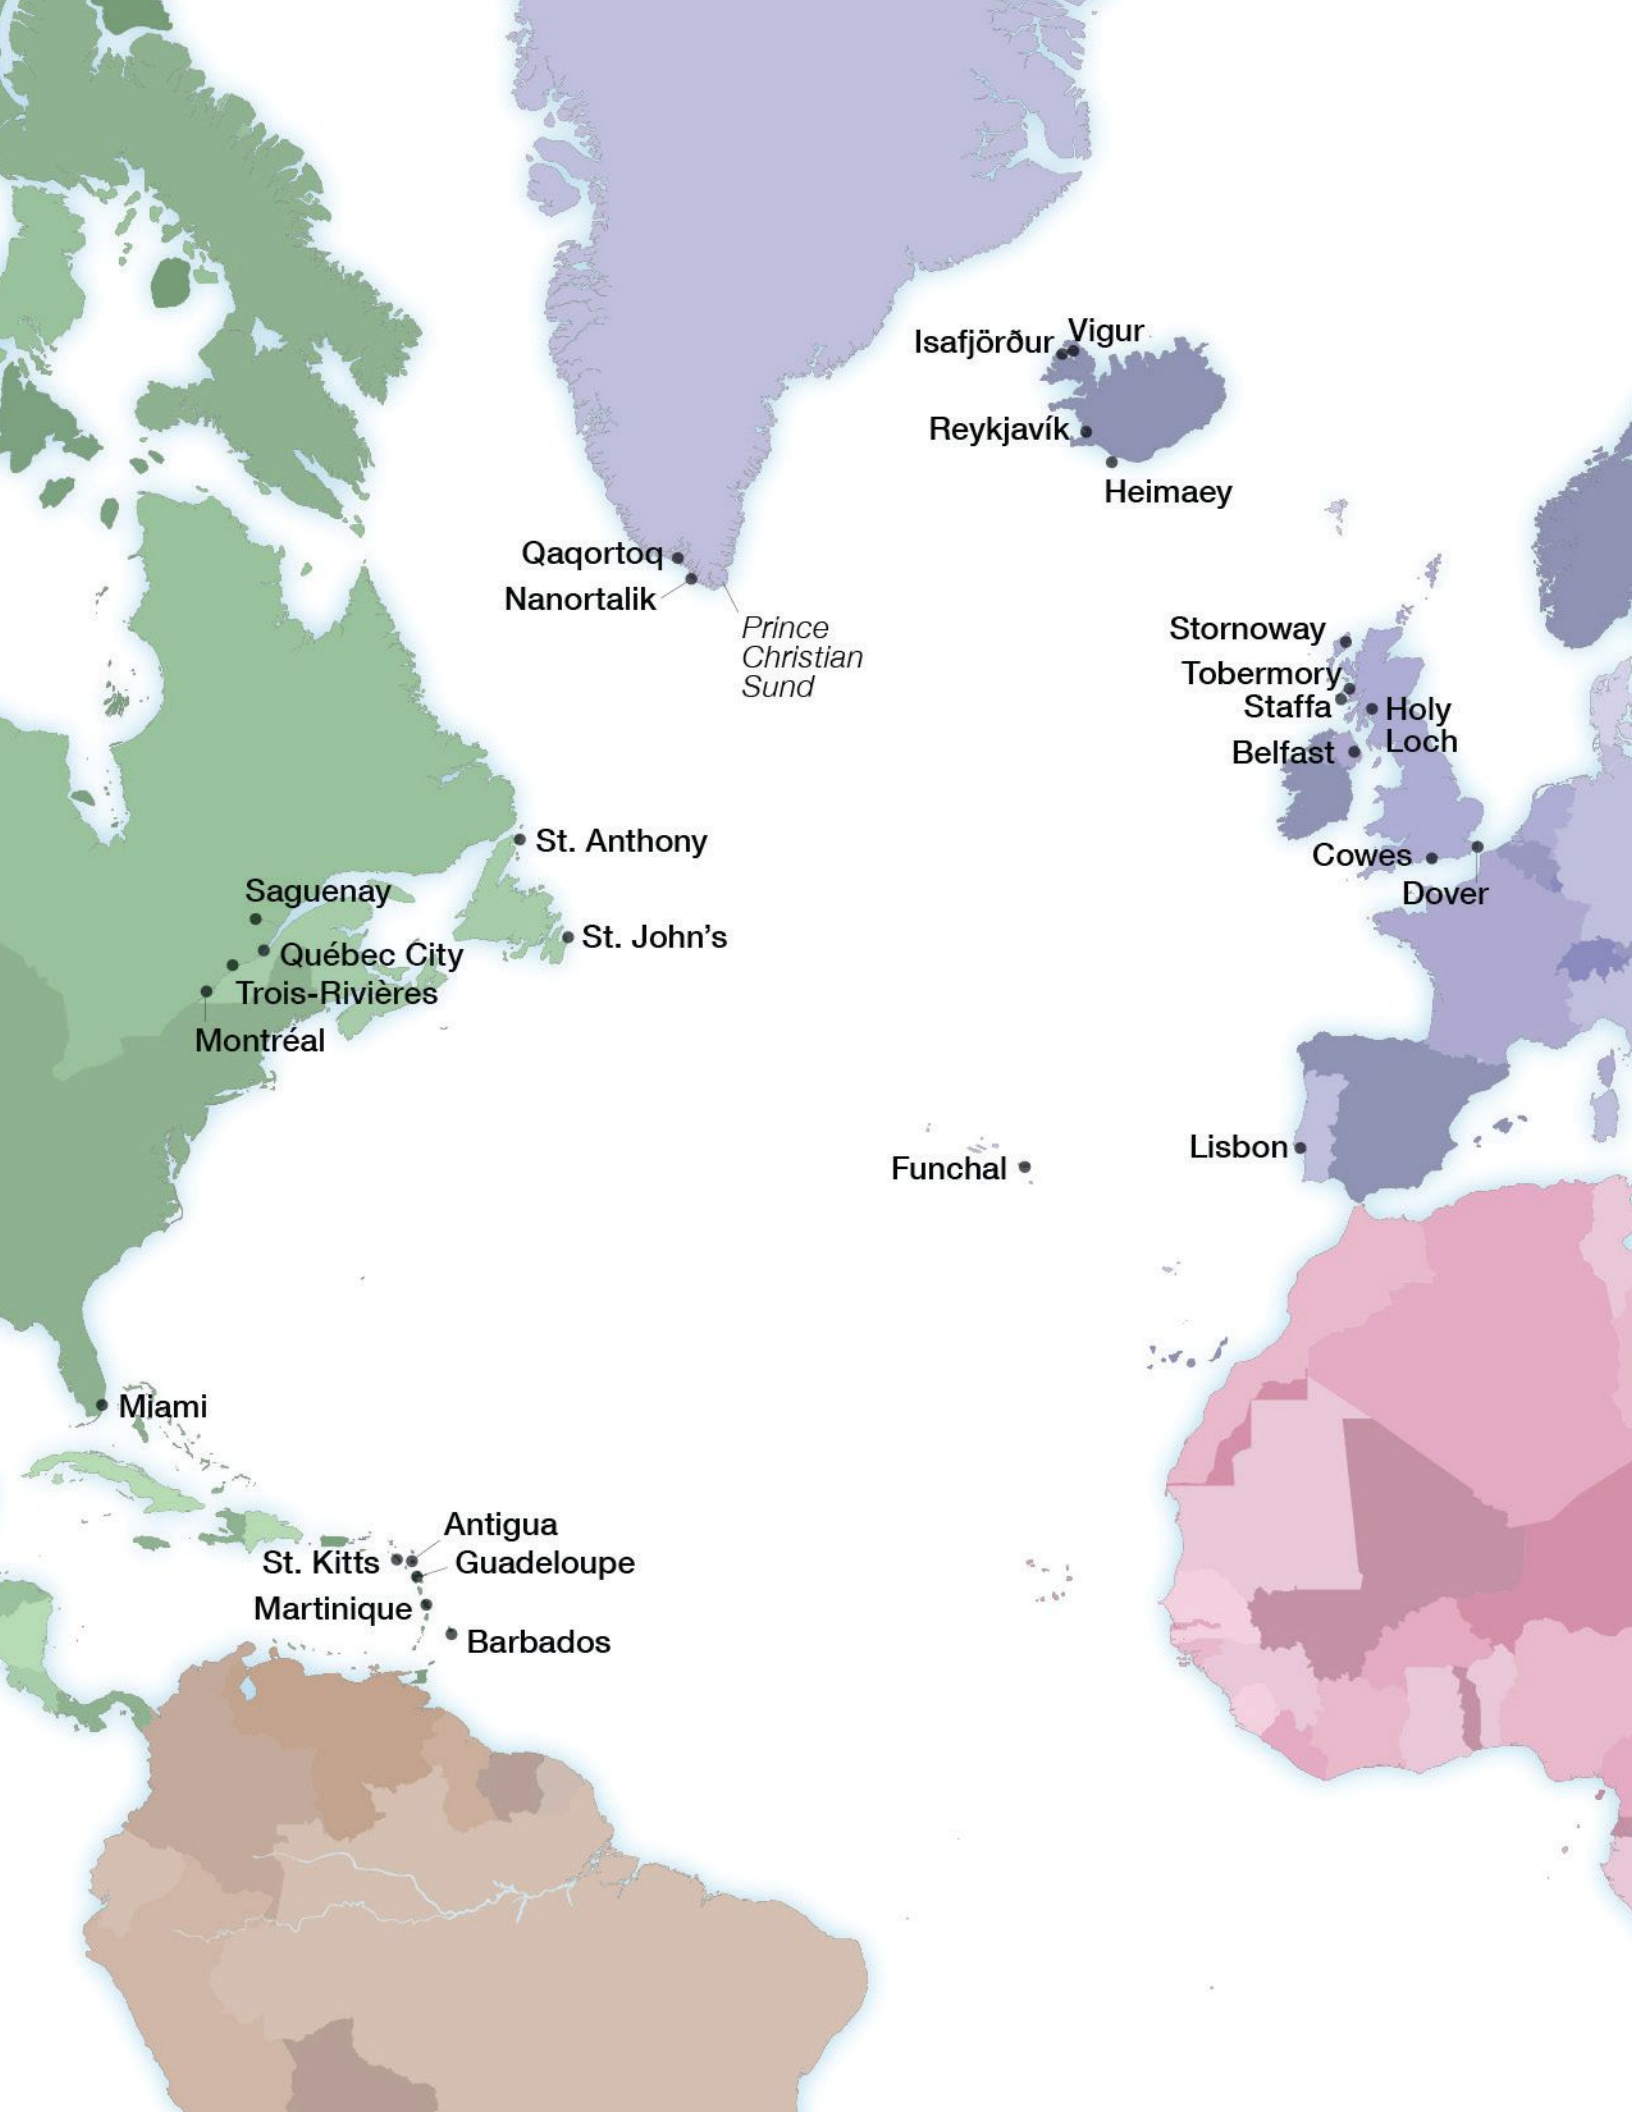 Vigur
Isafjörður
Reykjavík
Heimaey
Qaqortoq
Nanortalik
Prince
Christian
Sund
Stornoway
Tobermory
Staffa
Holy
Loch
Belfast
St. Anthony
Cowes
Dover
Saguenay
St. John’s
Québec City
Trois-Rivières
Montréal
Lisbon
Funchal
Miami
Antigua
St. Kitts
Guadeloupe
Martinique
Barbados